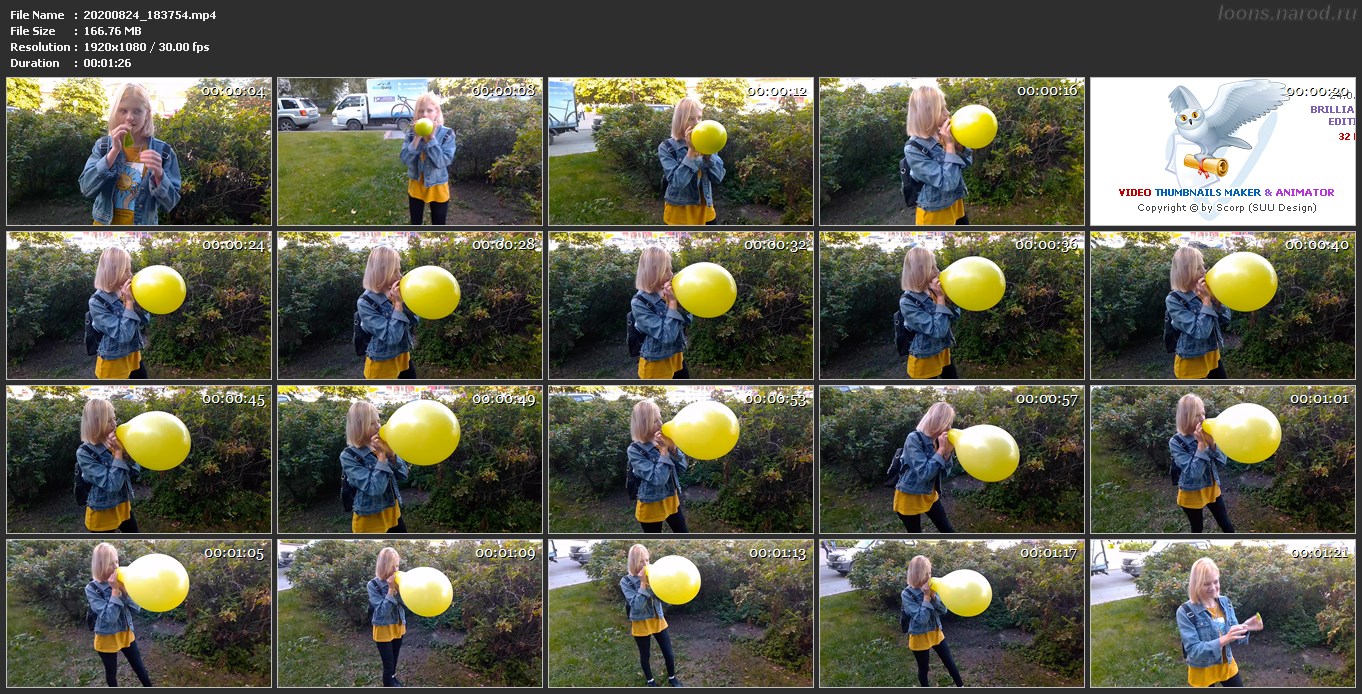 File Name : 20200824_183754.mp4
loons.narod.ru
File Size : 166.76 MB
Resolution : 1920x1080 / 30.00 fps
Duration : 00:01:26
00:00:04
00:00:08
00:00:12
00:00:16
00:00:20
BRILLIA
EDITI
32
VIDEO THUMBNAILS MAKER & ANIMATOR
Copyright © by Scorp (SUU Design)
00:00:24
00:00:28
00:00:32
00:00:36
00:00:40
00:00:45
00:00:49
00:00:53
00:00:57
00:01:01
00:01:05
00:01:09
00:01:13
00:01:17
00:01:21